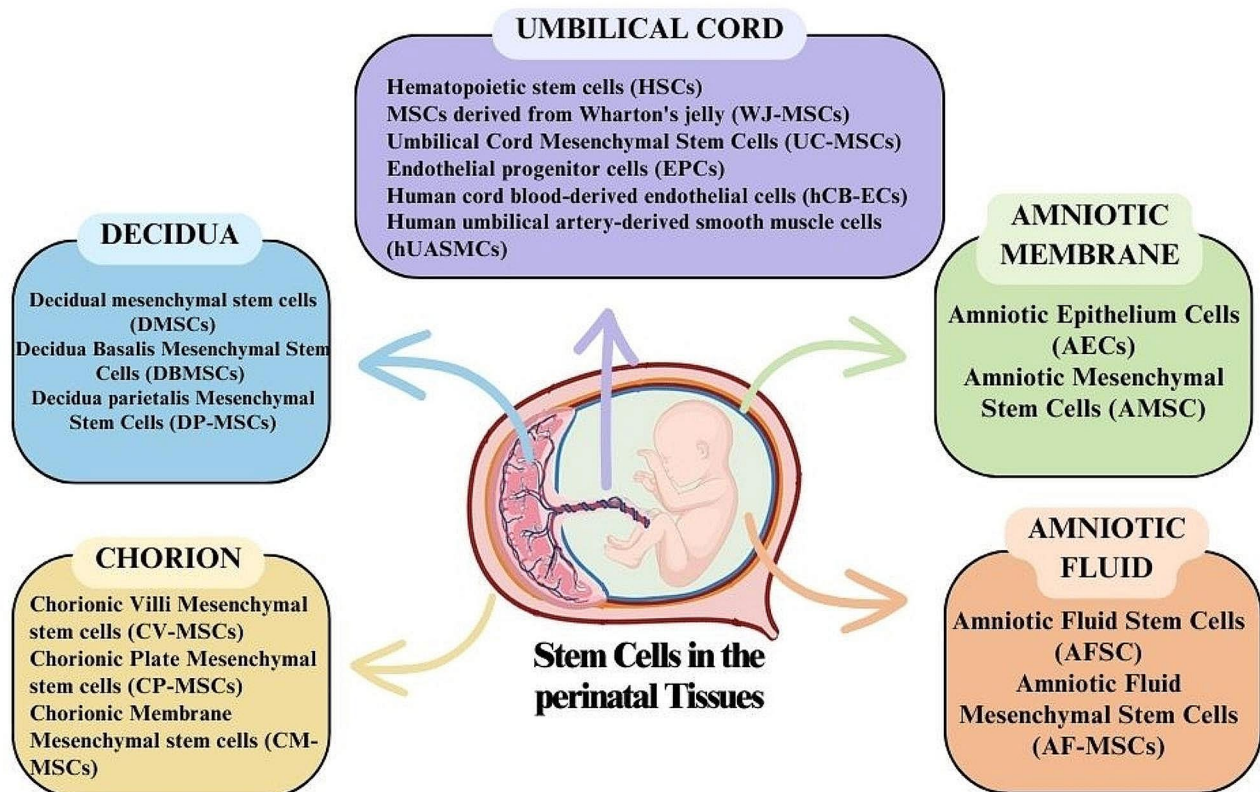 UMBILICAL CORD
Hematopoietic stem cells (HSCs)
MSCs derived from Wharton's jelly (WJ-MSCs)
Umbilical Cord Mesenchymal Stem Cells (UC-MSCs)
Endothelial progenitor cells (EPCs)
Human cord blood-derived endothelial cells (hCB-ECs)
Human umbilical artery-derived smooth muscle cells
(hUASMCs)
DECIDUA
Decidual mesenchymal stem cells
(DMSCs)
Decidua Basalis Mesenchymal Stem
Cells (DBMSCs)
Decidua parietalis Mesenchymal
Stem Cells (DP-MSCs)
AMNIOTIC
MEMBRANE
Amniotic Epithelium Cells
(AECs)
Amniotic Mesenchymal
Stem Cells (AMSC)
CHORION
Chorionic Villi Mesenchymal
stem cells (CV-MSCs)
Chorionic Plate Mesenchymal
stem cells (CP-MSCs)
Chorionic Membrane
Mesenchymal stem cells (CM-
MSCs)
AMNIOTIC
FLUID
Amniotic Fluid Stem Cells
(AFSC)
Amniotic Fluid
Mesenchymal Stem Cells
(AF-MSCs)
Stem Cells in the
perinatal Tissues